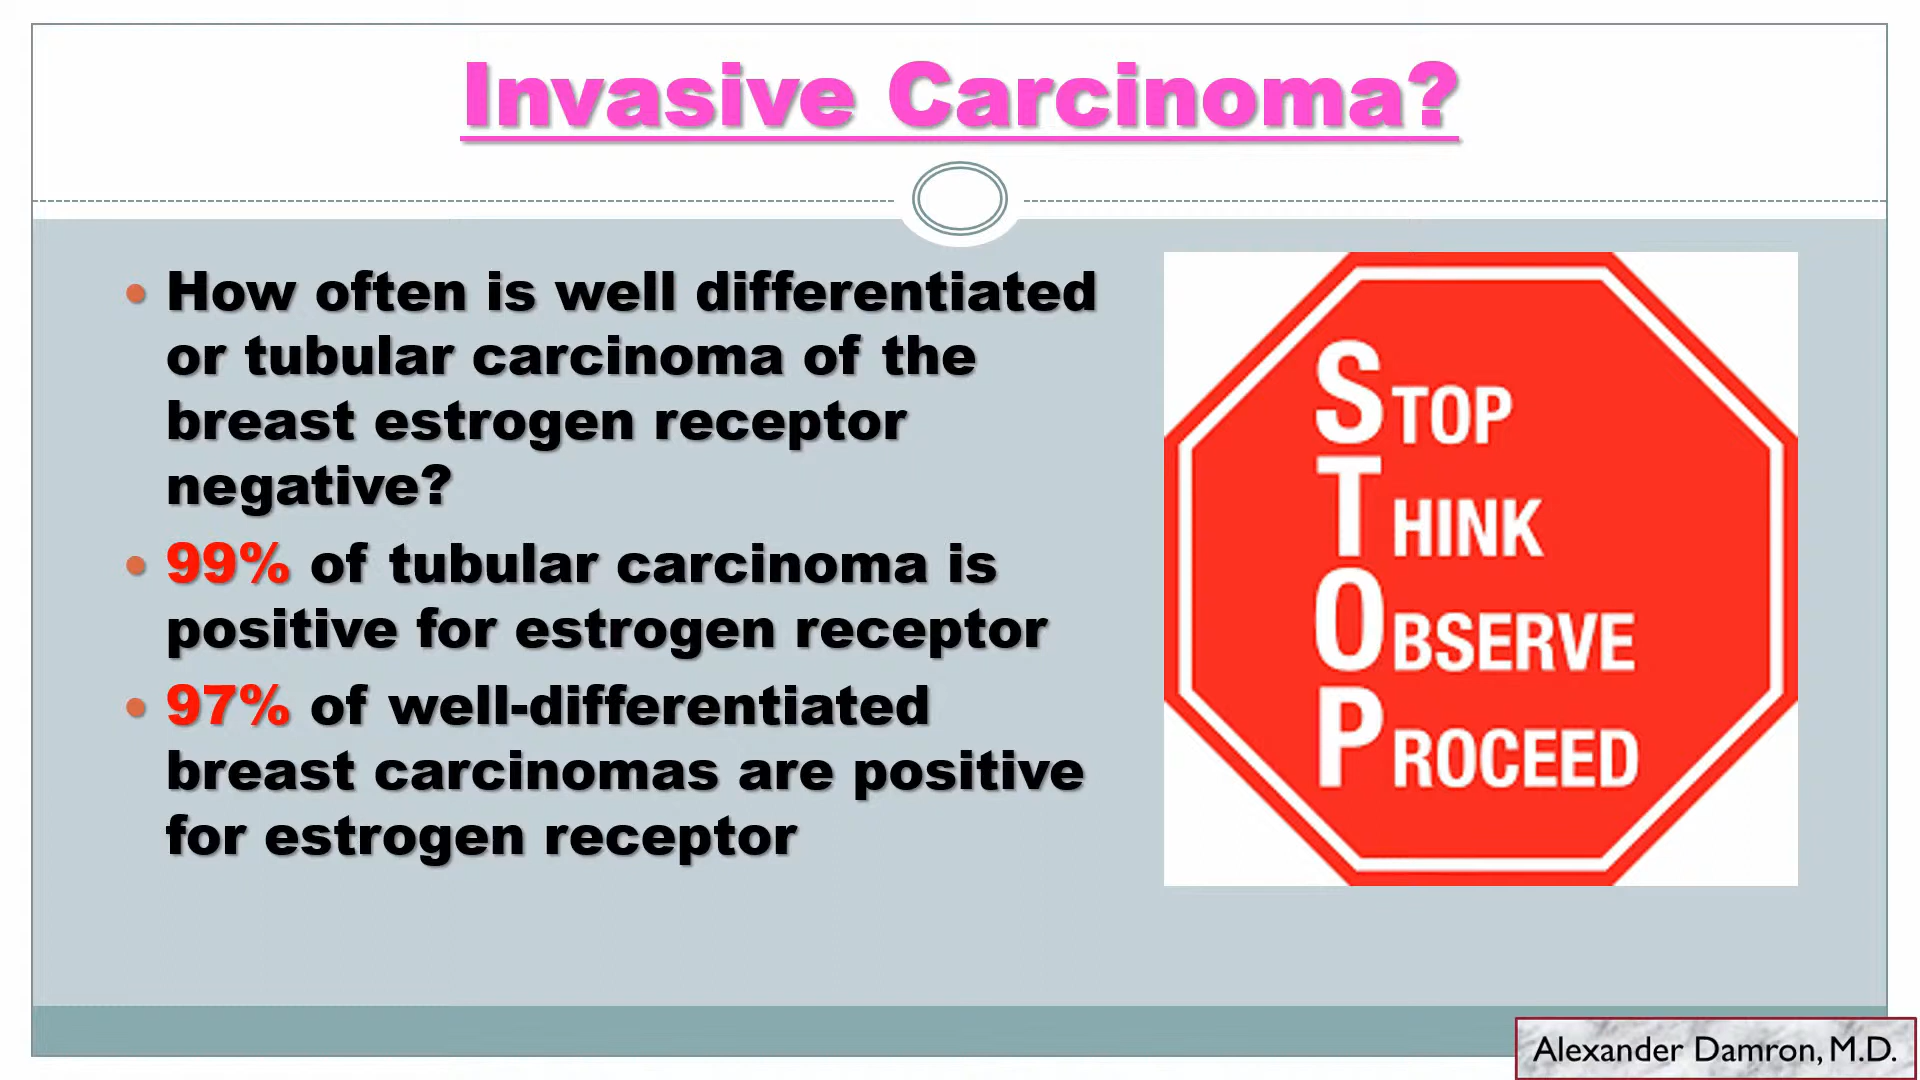 Invasive Carcinoma?
• How often is well differentiated
or tubular carcinoma of the
breast estrogen receptor
negative?
• 99% of tubular carcinoma is
positive for estrogen receptor
• 97% of well-differentiated
breast carcinomas are positive
for estrogen receptor
STOP
THINK
OBSERVE
PROCEED
Alexander Damron, M.D.